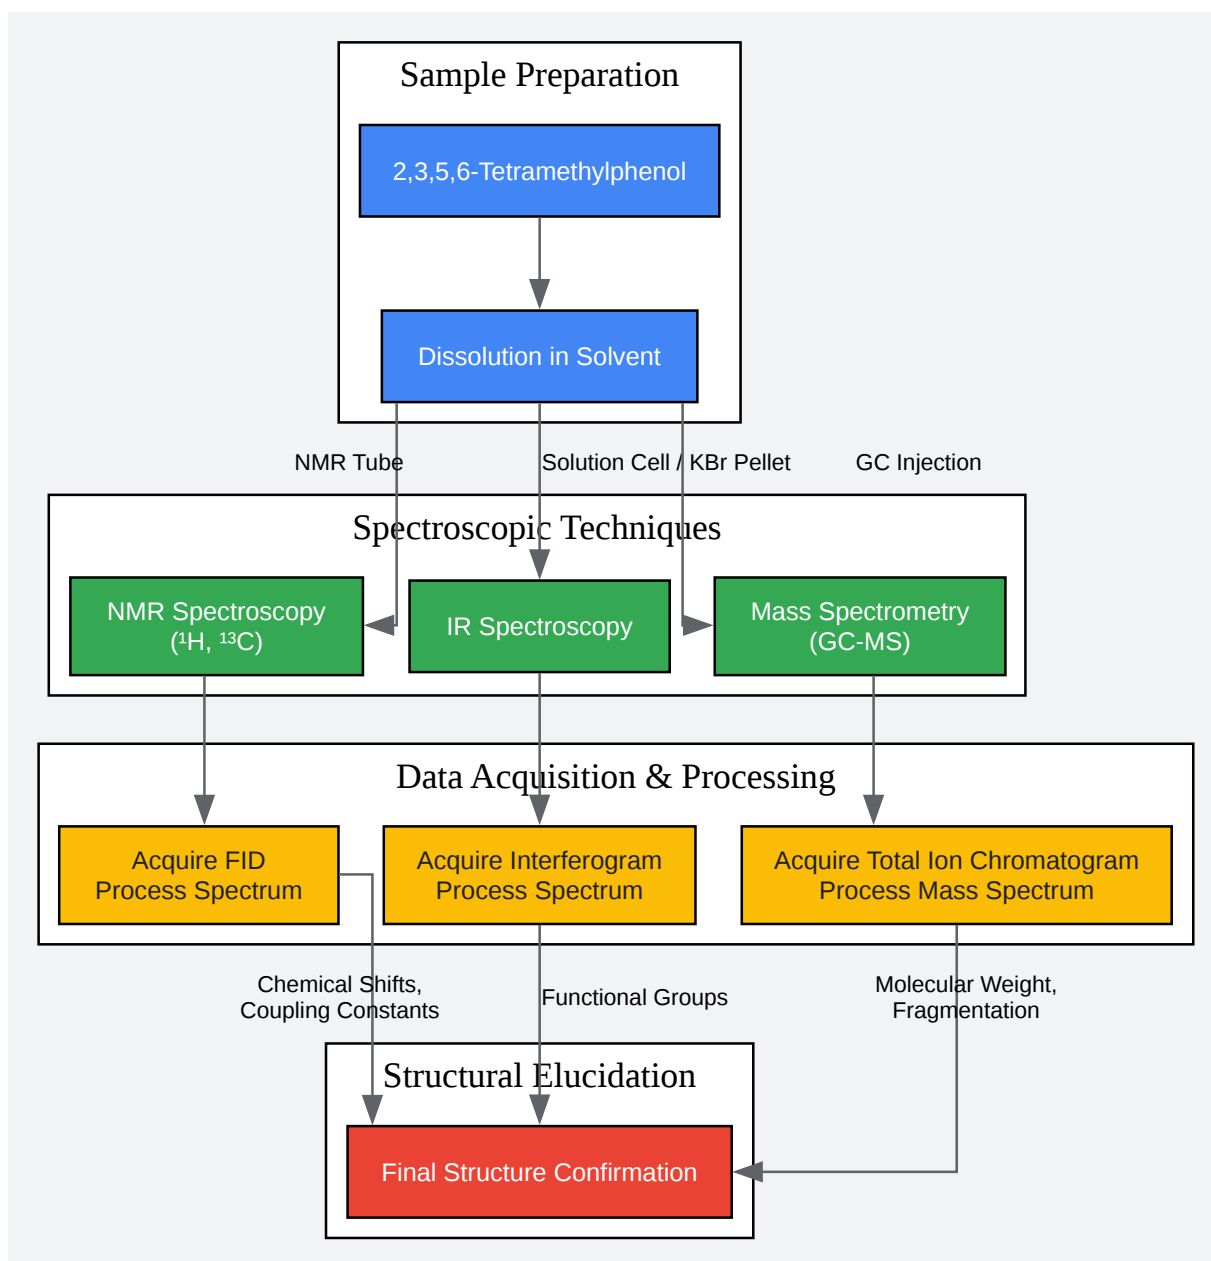 Sample Preparation
2,3,5,6-Tetramethylphenol
Dissolution in Solvent
NMR Tube
Solution Cell / KBr Pellet
GC Injection
Spectroscopic Techniques
NMR Spectroscopy
(¹H, ¹³C)
IR Spectroscopy
Mass Spectrometry
(GC-MS)
Data Acquisition & Processing
Acquire FID
Process Spectrum
Acquire Interferogram
Process Spectrum
Acquire Total Ion Chromatogram
Process Mass Spectrum
Chemical Shifts,
Coupling Constants
Functional Groups
Molecular Weight,
Fragmentation
Structural Elucidation
Final Structure Confirmation